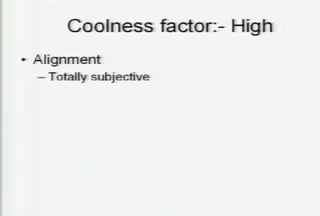 Coolness factor:- High
• Alignment
– Totally subjective